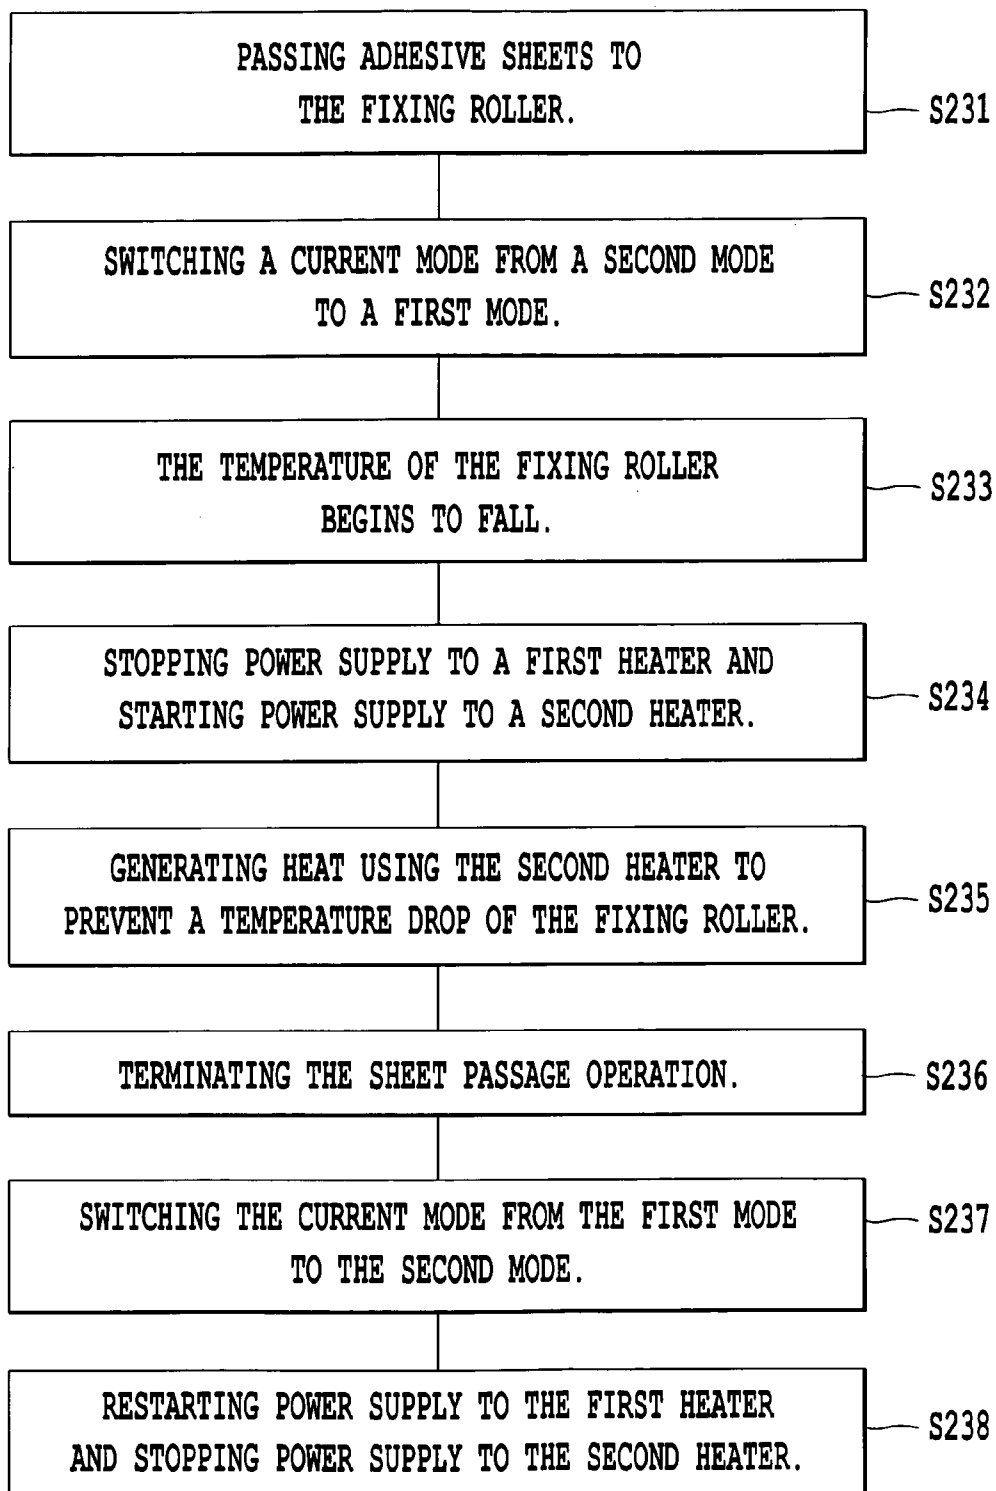 PASSING ADHESIVE SHEETS TO
THE FIXING ROLLER.
S231
SWITCHING A CURRENT MODE FROM A SECOND MODE
TO A FIRST MODE.
S232
THE TEMPERATURE OF THE FIXING ROLLER
BEGINS TO FALL.
S233
STOPPING POWER SUPPLY TO A FIRST HEATER AND
STARTING POWER SUPPLY TO A SECOND HEATER.
S234
GENERATING HEAT USING THE SECOND HEATER TO
PREVENT A TEMPERATURE DROP OF THE FIXING ROLLER.
S235
TERMINATING THE SHEET PASSAGE OPERATION.
S236
SWITCHING THE CURRENT MODE FROM THE FIRST MODE
TO THE SECOND MODE.
S237
RESTARTING POWER SUPPLY TO THE FIRST HEATER
AND STOPPING POWER SUPPLY TO THE SECOND HEATER.
S238